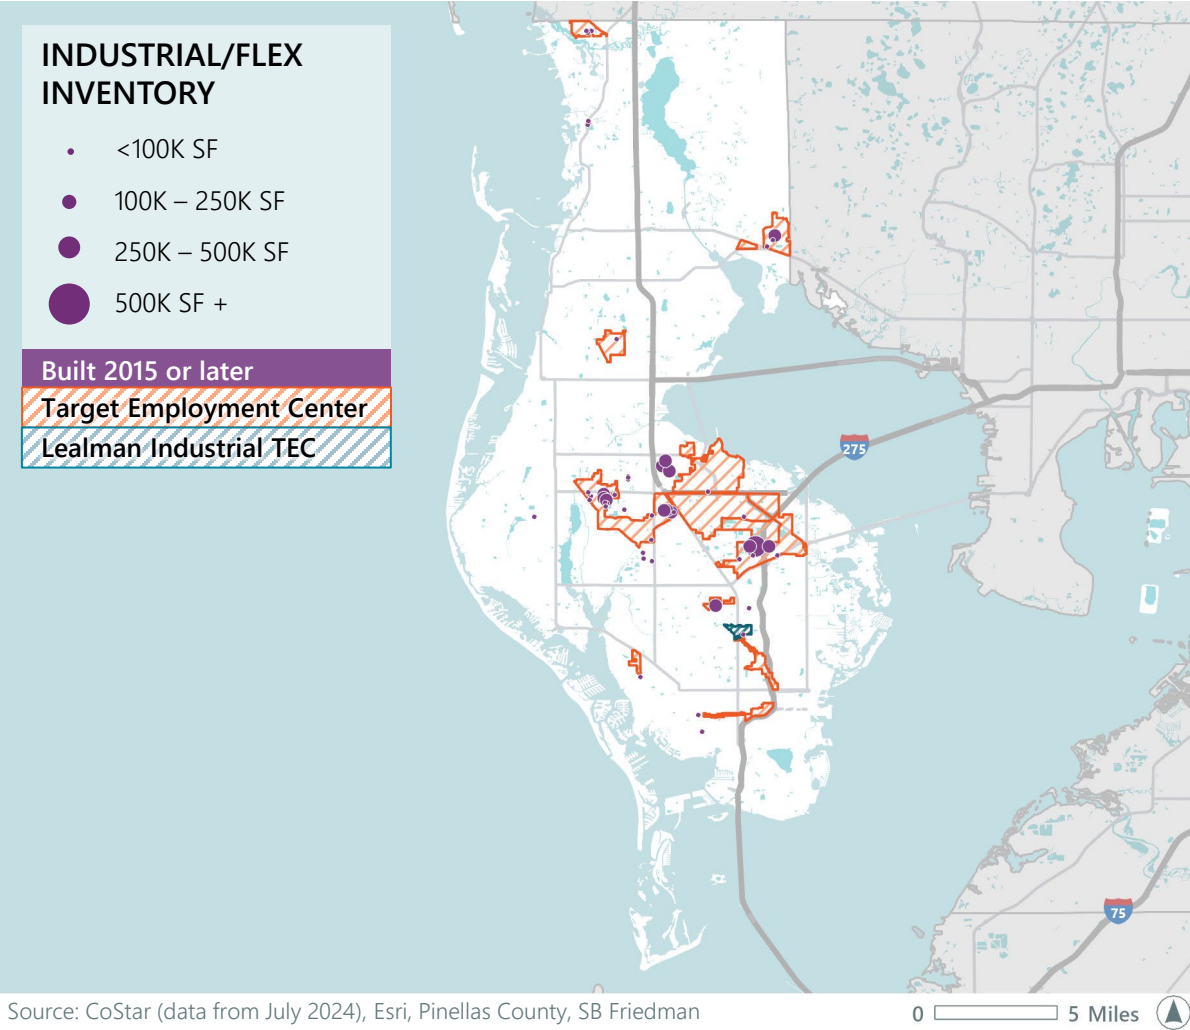 INDUSTRIAL/FLEX
INVENTORY
<100K SF
100K – 250K SF
250K – 500K SF
500K SF +
Built 2015 or later
Target Employment Center
Lealman Industrial TEC
275
75
Source: CoStar (data from July 2024), Esri, Pinellas County, SB Friedman
0 5 Miles